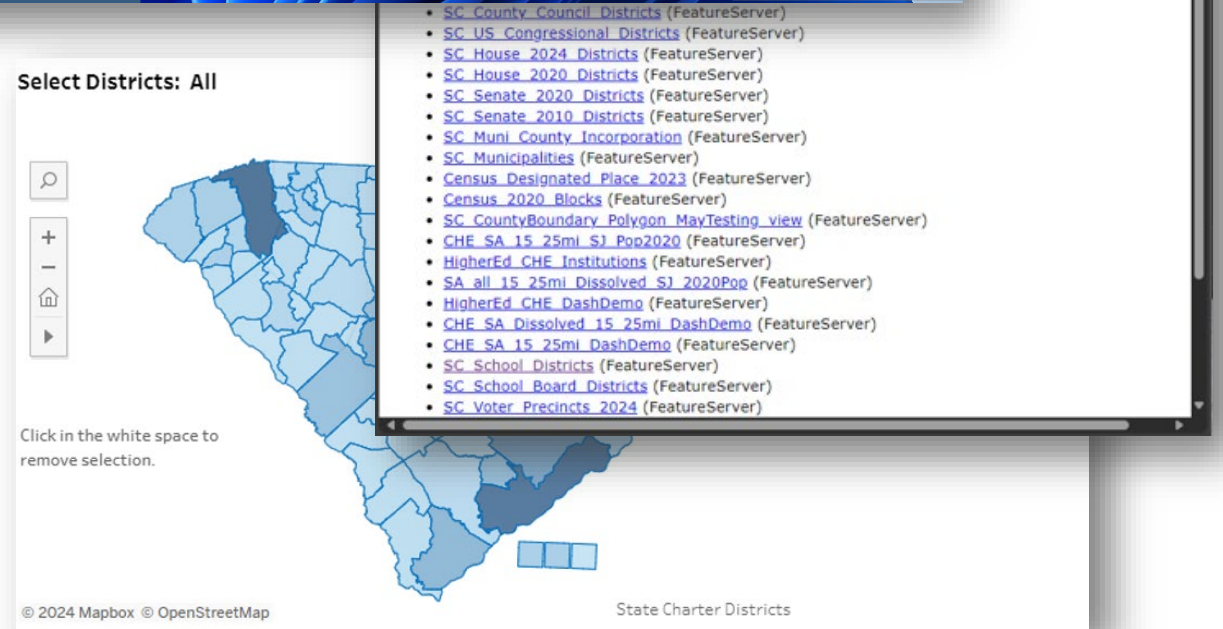 SC_County_Council_Districts (FeatureServer)
SC_US_Congressional_Districts (FeatureServer)
SC_House_2024_Districts (FeatureServer)
SC_House_2020_Districts (FeatureServer)
SC_Senate_2020_Districts (FeatureServer)
SC_Senate_2010_Districts (FeatureServer)
SC_Muni_County_Incorporation (FeatureServer)
SC_Municipalities (FeatureServer)
Census_Designated_Place_2023 (FeatureServer)
Census_2020_Blocks (FeatureServer)
SC_CountyBoundary_Polygon_MayTesting_view (FeatureServer)
CHE_SA_15_25mi_SJ_Pop2020 (FeatureServer)
HigherEd_CHE_Institutions (FeatureServer)
SA_all_15_25mi_Dissolved_SJ_2020Pop (FeatureServer)
HigherEd_CHE_DashDemo (FeatureServer)
CHE_SA_Dissolved_15_25mi_DashDemo (FeatureServer)
CHE_SA_15_25mi_DashDemo (FeatureServer)
SC_School_Districts (FeatureServer)
SC_School_Board_Districts (FeatureServer)
SC_Voter_Precincts_2024 (FeatureServer)
Select Districts: All
Click in the white space to
remove selection.
© 2024 Mapbox © OpenStreetMap
State Charter Districts